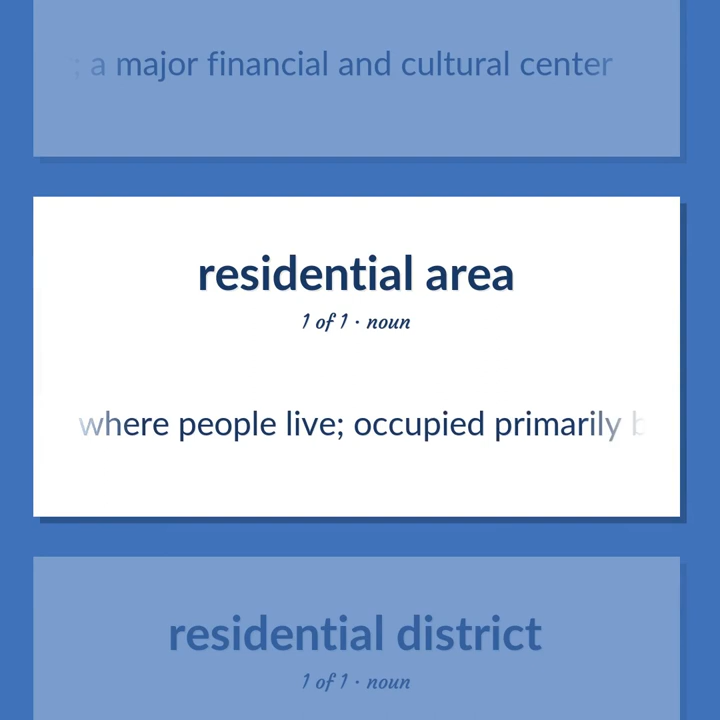 ; a major financial and cultural center
residential area
1 of 1 · noun
where people live; occupied primarily
residential district
1 of 1 · noun